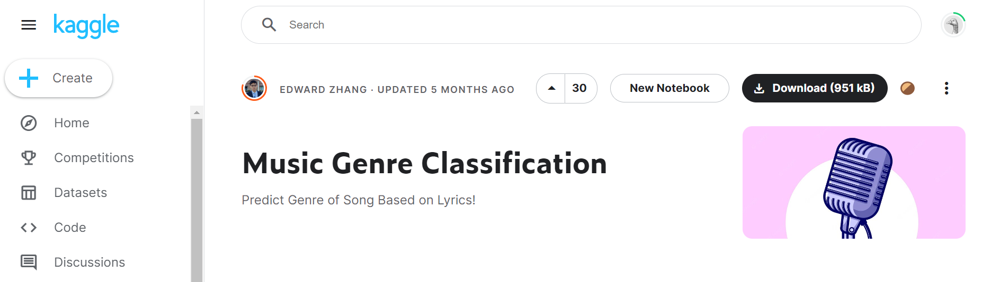 kaggle
Search
Create
EDWARD ZHANG · UPDATED 5 MONTHS AGO
30
New Notebook
Download (951 kB)
Home
Competitions
Datasets
Code
Discussions
Music Genre Classification
Predict Genre of Song Based on Lyrics!